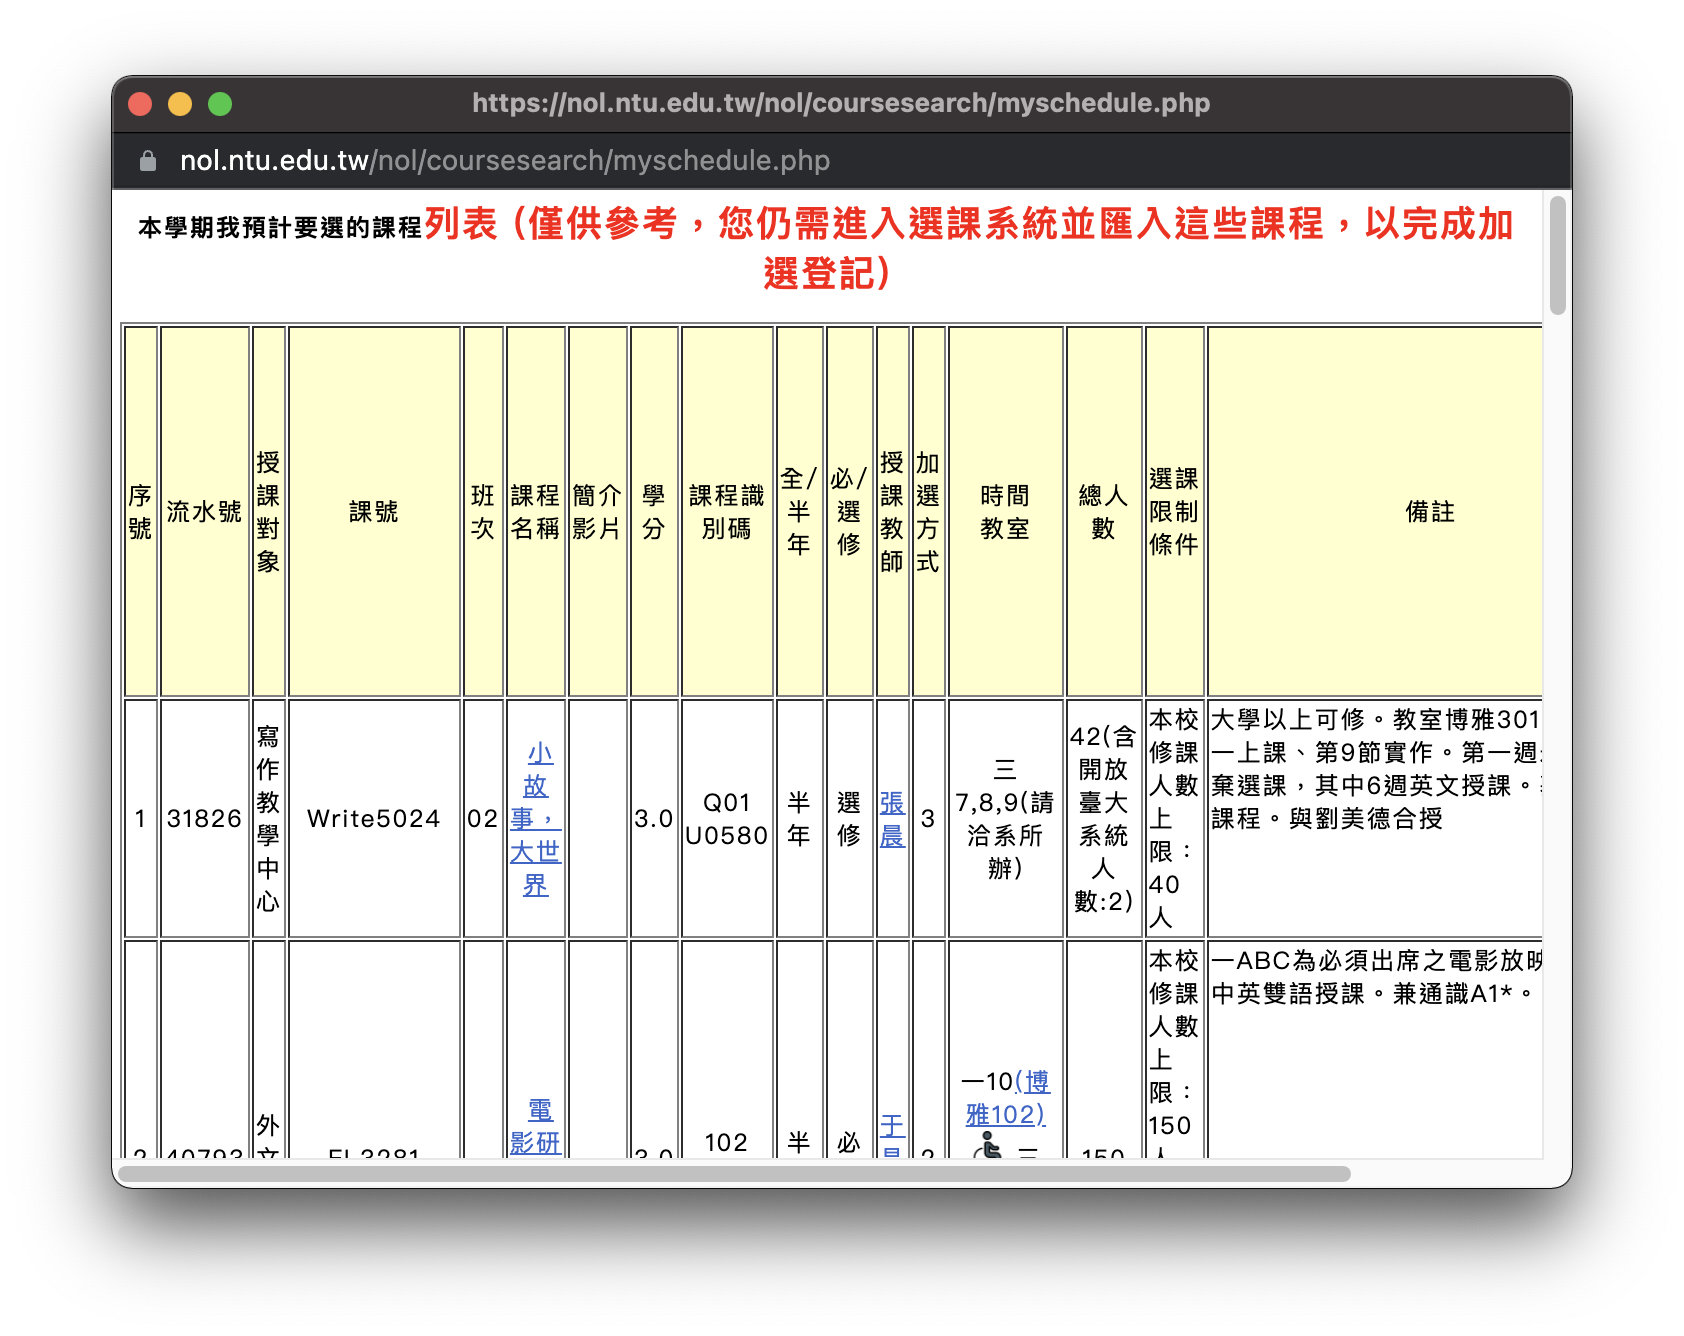 https://nol.ntu.edu.tw/nol/coursesearch/myschedule.php
nol.ntu.edu.tw/nol/coursesearch/myschedule.php
本學期我預計要選的課程列表 (僅供參考，您仍需進入選課系統並匯入這些課程，以完成加
選登記)
序
號
流水號
授
課
對
象
課號
班
次
課程
名稱
簡介
影片
學
分
課程識
別碼
全/
半
年
必/
選
修
授
課
教
師
加
選
方
式
時間
教室
總人
數
選課
限制
條件
備註
1
31826
寫
作
教
學
中
心
Write5024
02
小
故
事，
大世
界
3.0
Q01
U0580
半
年
選
修
張
晨
3
三
7,8,9(請
洽系所
辦)
42(含
開放
臺大
系統
人
數:2)
本校
修課
人數
上
限：
40
人
大學以上可修。教室博雅301
一上課、第9節實作。第一週
棄選課，其中6週英文授課。
課程。與劉美德合授
2
40793
外
文
FL3281
電
影研
3.0
102
半
必
于
2
一10(博
雅102)
三
150
本校
修課
人數
上
限：
150
人
一ABC為必須出席之電影放映
中英雙語授課。兼通識A1*。